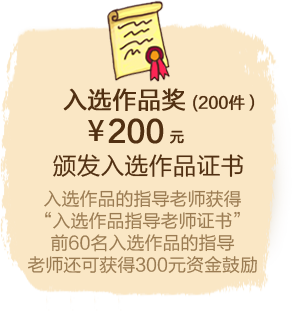 入选作品奖 (200件)
¥200元
颁发入选作品证书
入选作品的指导老师获得
“入选作品指导老师证书”
前60名入选作品的指导
老师还可获得300元资金鼓励